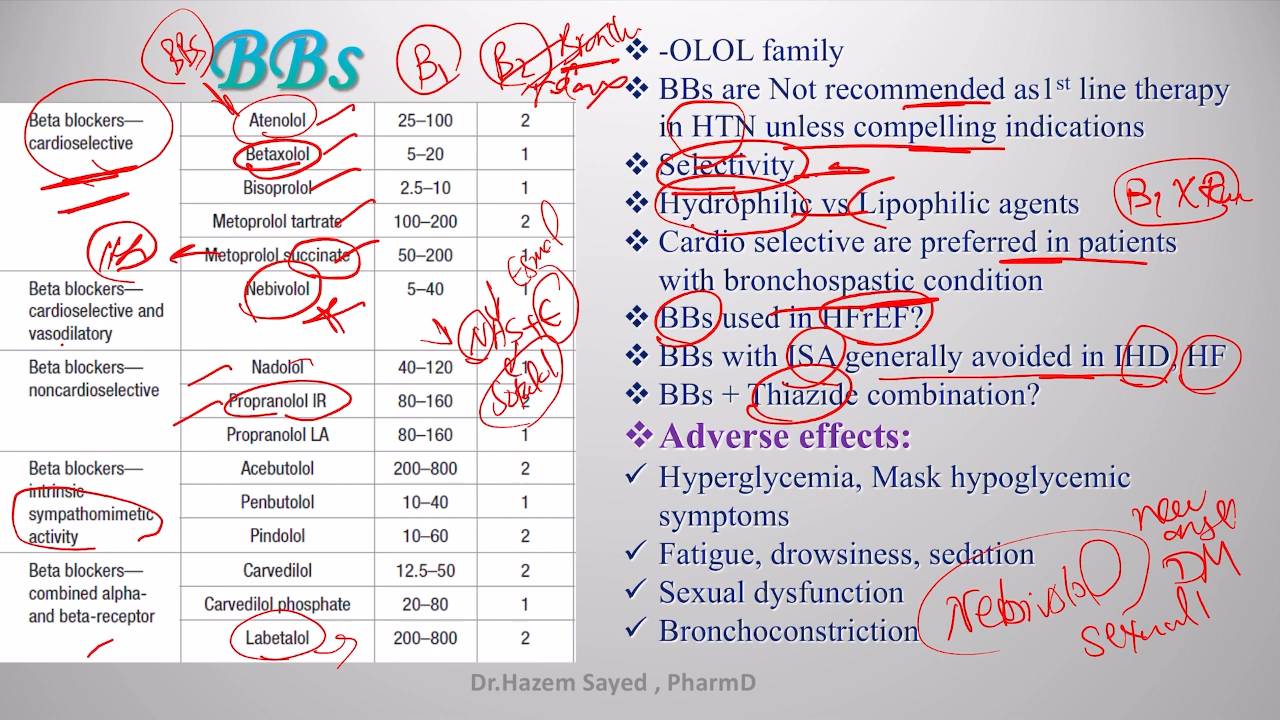 BBs
BBs
B1
B2
Beta blockers—
cardioselective
Atenolol 25–100 2
Betaxolol 5–20 1
Bisoprolol 2.5–10 1
Metoprolol tartrate 100–200 2
Metoprolol succinate 50–200 1
Beta blockers—
cardioselective and
vasodilatory
Nebivolol 5–40 1
Beta blockers—
noncardioselective
Nadolol 40–120
Propranolol IR 80–160 2
Propranolol LA 80–160 1
Beta blockers—
intrinsic
sympathomimetic
activity
Acebutolol 200–800 2
Penbutolol 10–40 1
Pindolol 10–60 2
Beta blockers—
combined alpha-
and beta-receptor
Carvedilol 12.5–50 2
Carvedilol phosphate 20–80 1
Labetalol 200–800 2
❖ -OLOL family
❖ BBs are Not recommended as1st line therapy
in HTN unless compelling indications
❖ Selectivity
❖ Hydrophilic vs Lipophilic agents
❖ Cardio selective are preferred in patients
with bronchospastic condition
❖ BBs used in HFrEF?
❖ BBs with ISA generally avoided in IHD, HF
❖ BBs + Thiazide combination?
❖ Adverse effects:
✓ Hyperglycemia, Mask hypoglycemic
symptoms
✓ Fatigue, drowsiness, sedation
✓ Sexual dysfunction
✓ Bronchoconstriction
Nebivolol
new
onset
DM
sexual
Dr.Hazem Sayed , PharmD